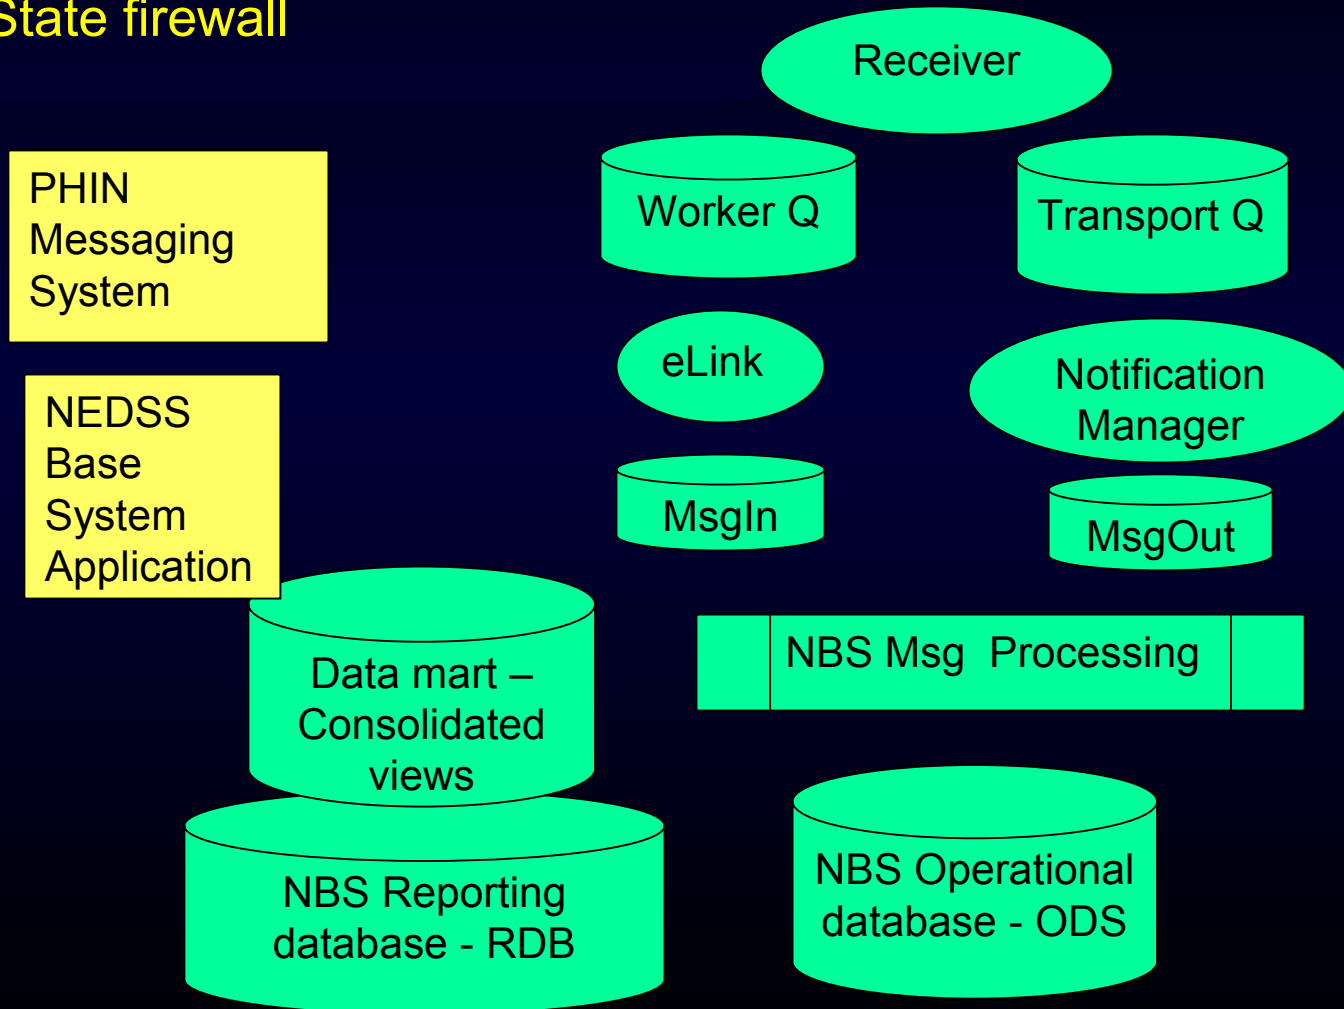 State firewall
Receiver
PHIN
Messaging
System
Worker Q
Transport Q
eLink
Notification
Manager
NEDSS
Base
System
Application
MsgIn
MsgOut
NBS Msg  Processing
Data mart –
Consolidated
views
NBS Operational
database - ODS
NBS Reporting
database - RDB